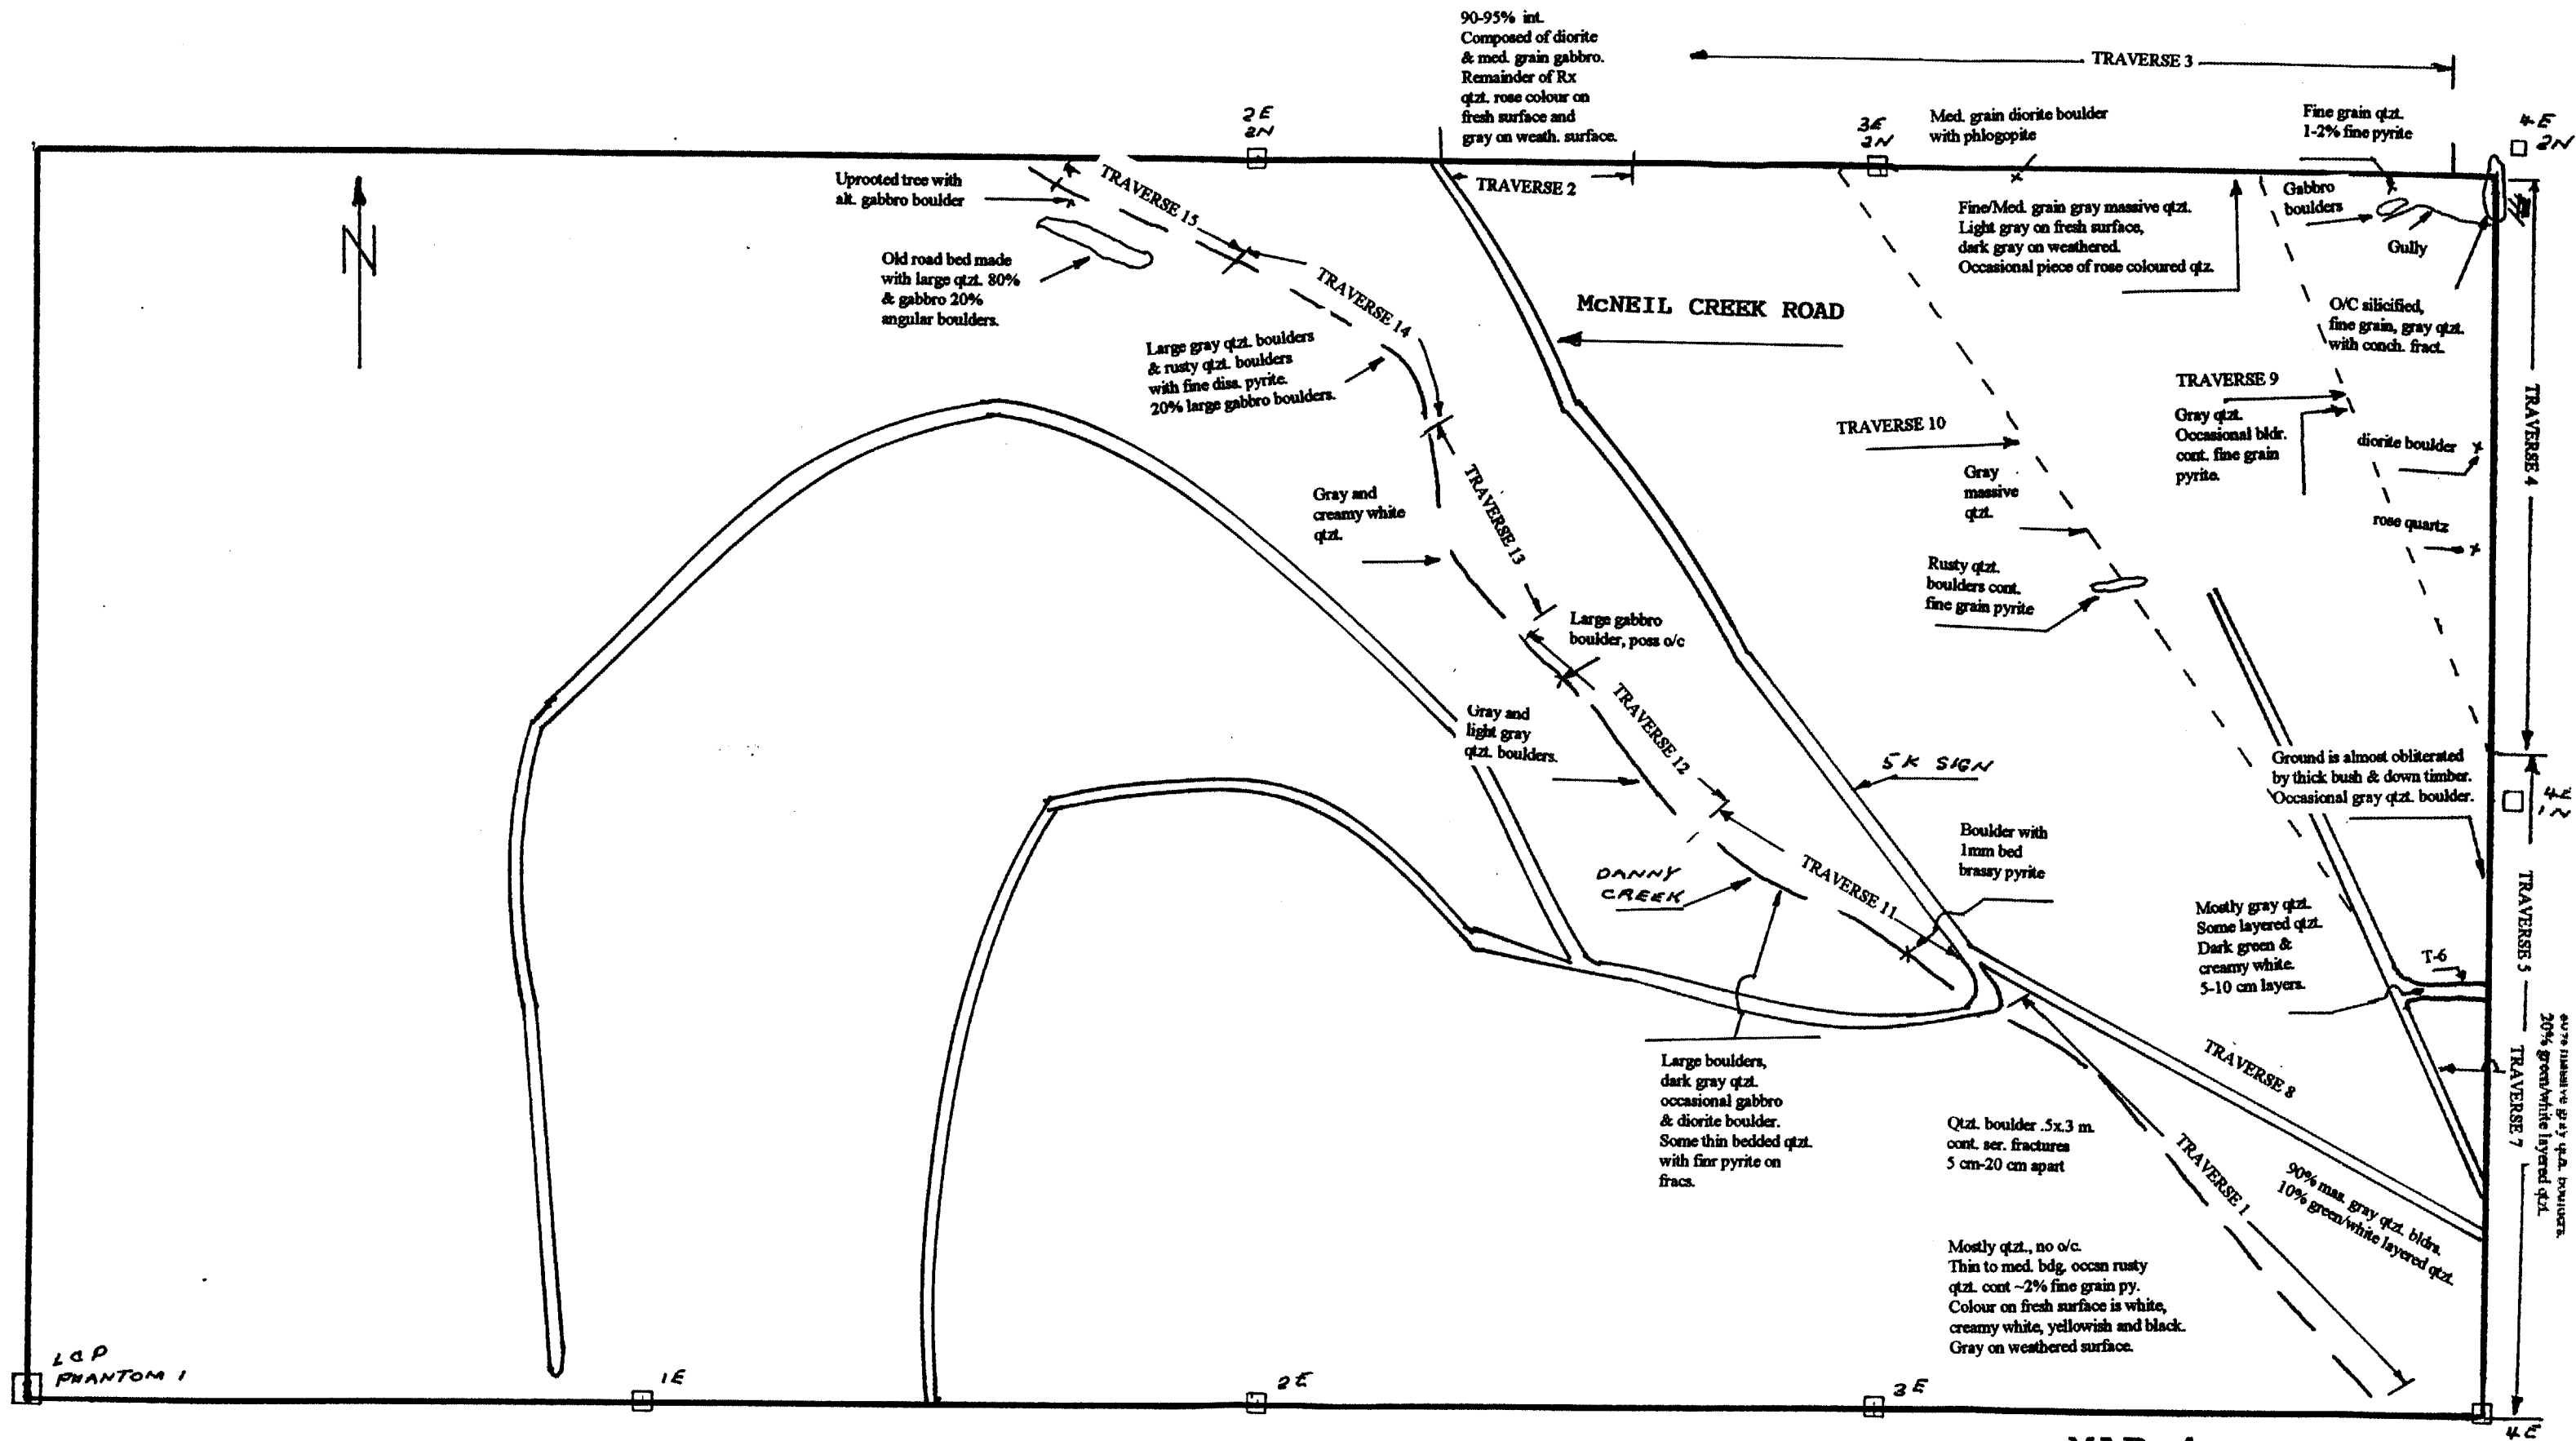 90-95% int.
Composed of diorite
& med. grain gabbro.
Remainder of Rx
qtzt. rose colour on
fresh surface and
gray on weath. surface.
TRAVERSE 3
2E
2N
3E
2N
Med. grain diorite boulder
with phlogopite
Fine grain qtzt.
1-2% fine pyrite
4E
2N
N
Uprooted tree with
alt. gabbro boulder
TRAVERSE 15
TRAVERSE 2
Old road bed made
with large qtzt. 80%
& gabbro 20%
angular boulders.
TRAVERSE 14
Fine/Med. grain gray massive qtzt.
Light gray on fresh surface,
dark gray on weathered.
Occasional piece of rose coloured qtz.
Gabbro
boulders
Gully
McNEIL CREEK ROAD
O/C silicified,
fine grain, gray qtzt.
with conch. fract.
Large gray qtzt. boulders
& rusty qtzt. boulders
with fine diss. pyrite.
20% large gabbro boulders.
TRAVERSE 9
Gray qtzt.
Occasional bldr.
cont. fine grain
pyrite.
TRAVERSE 4
TRAVERSE 10
diorite boulder
Gray
massive
qtzt.
rose quartz
Gray and
creamy white
qtzt.
TRAVERSE 13
Rusty qtzt.
boulders cont.
fine grain pyrite
Large gabbro
boulder, poss o/c
Gray and
light gray
qtzt. boulders.
TRAVERSE 12
5K SIGN
Ground is almost obliterated
by thick bush & down timber.
Occasional gray qtzt. boulder.
4E
1N
DANNY
CREEK
TRAVERSE 11
Boulder with
1mm bed
brassy pyrite
Mostly gray qtzt.
Some layered qtzt.
Dark green &
creamy white.
5-10 cm layers.
T-6
TRAVERSE 5
TRAVERSE 8
TRAVERSE 7
massive gray qtzt. boulders.
20% green/white layered qtzt.
Large boulders,
dark gray qtzt.
occasional gabbro
& diorite boulder.
Some thin bedded qtzt.
with finr pyrite on
fracs.
Qtzt. boulder .5x.3 m.
cont. ser. fractures
5 cm-20 cm apart
TRAVERSE 1
90% mas. gray qtzt. bldrs.
10% green/white layered qtzt.
Mostly qtzt., no o/c.
Thin to med. bdg. occsn rusty
qtzt. cont ~2% fine grain py.
Colour on fresh surface is white,
creamy white, yellowish and black.
Gray on weathered surface.
LCP
PHANTOM 1
1E
2E
3E
4E